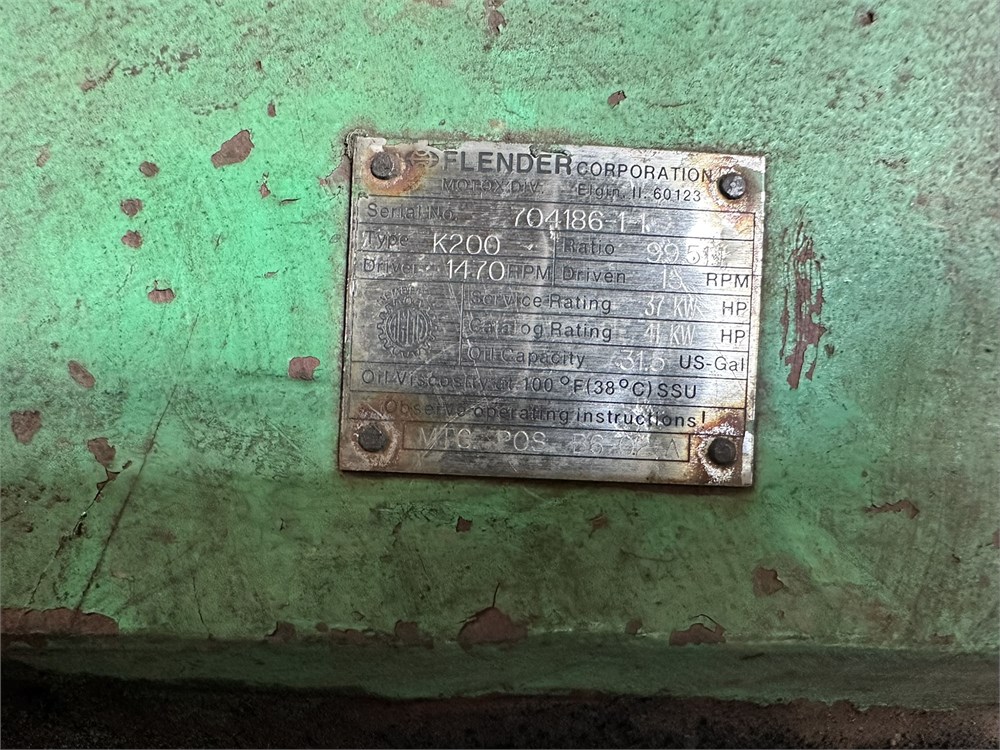 FLENDER CORPORATION
MOTOX DIV. Elgin, Il. 60123
Serial No. 704186-1-1
Type K200 Ratio
Driver 1470 RPM Driven RPM
Service Rating 37 KW HP
Catalog Rating 41 KW HP
Oil Capacity 31.5 US-Gal
Oil Viscosity at 100 °F(38°C) SSU
Observe operating instructions!
MTG POS